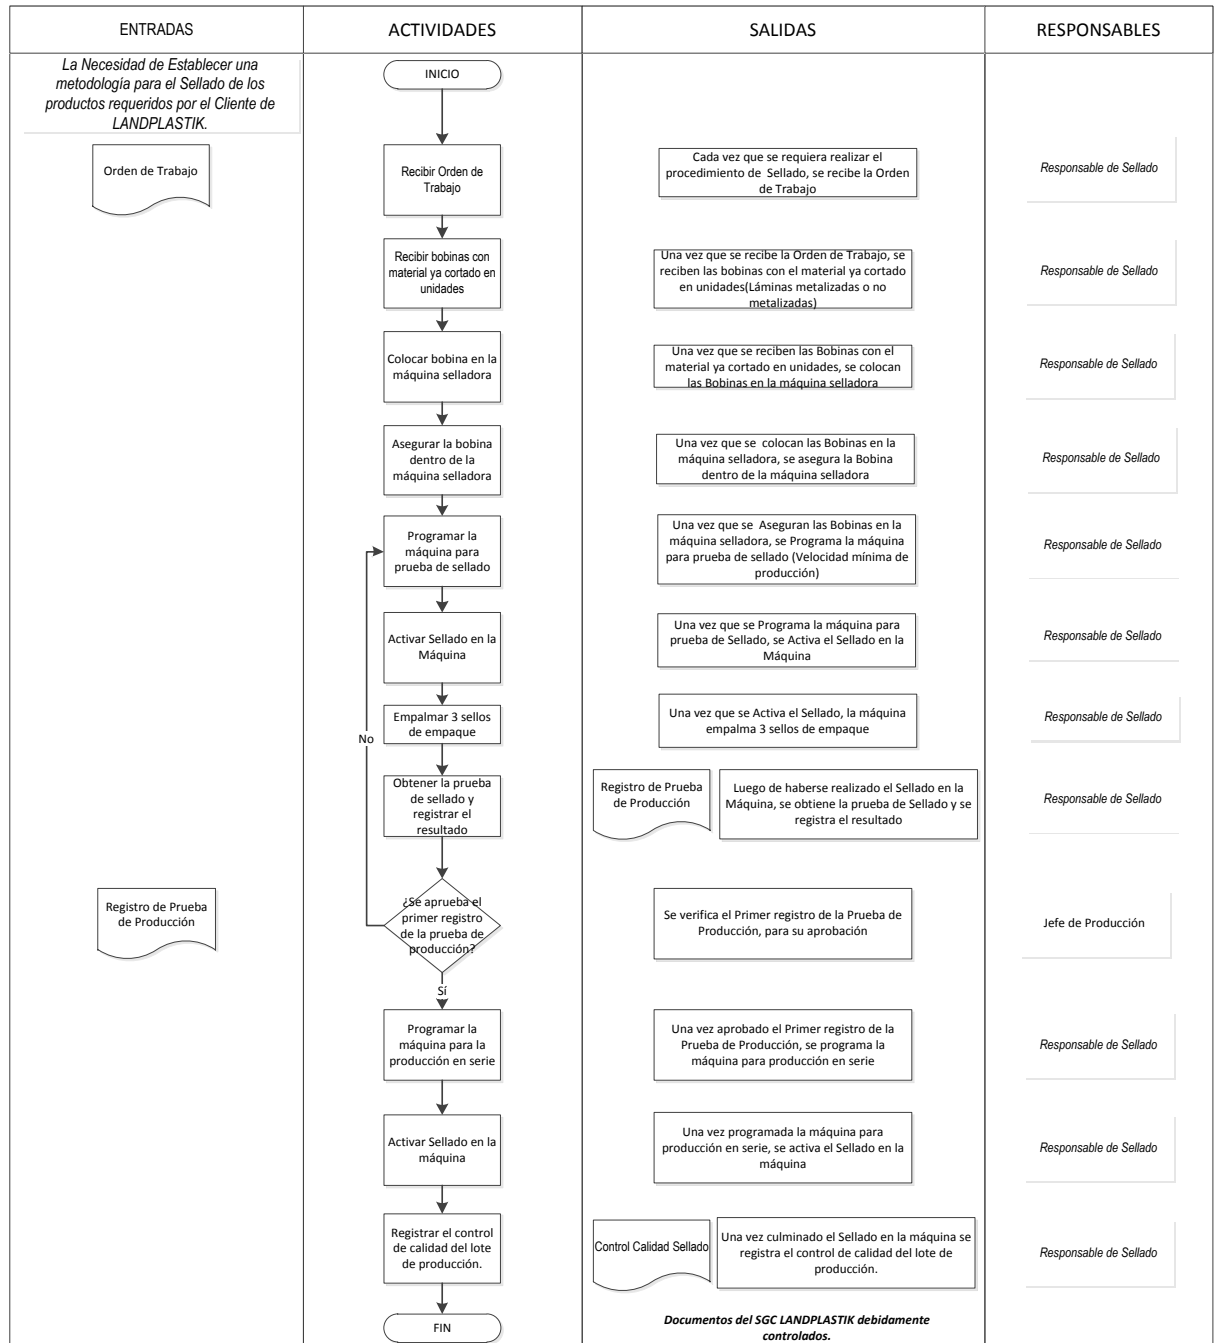 ENTRADAS
ACTIVIDADES
SALIDAS
RESPONSABLES
La Necesidad de Establecer una
metodología para el Sellado de los
productos requeridos por el Cliente de
LANDPLASTIK.
INICIO
Orden de Trabajo
Recibir Orden de
Trabajo
Cada vez que se requiera realizar el
procedimiento de Sellado, se recibe la Orden
de Trabajo
Responsable de Sellado
Recibir bobinas con
material ya cortado en
unidades
Una vez que se recibe la Orden de Trabajo, se
reciben las bobinas con el material ya cortado
en unidades(Láminas metalizadas o no
metalizadas)
Responsable de Sellado
Colocar bobina en la
máquina selladora
Una vez que se reciben las Bobinas con el
material ya cortado en unidades, se colocan
las Bobinas en la máquina selladora
Responsable de Sellado
Asegurar la bobina
dentro de la
máquina selladora
Una vez que se colocan las Bobinas en la
máquina selladora, se asegura la Bobina
dentro de la máquina selladora
Responsable de Sellado
Programar la
máquina para
prueba de sellado
Una vez que se Aseguran las Bobinas en la
máquina selladora, se Programa la máquina
para prueba de sellado (Velocidad mínima de
producción)
Responsable de Sellado
Activar Sellado en la
Máquina
Una vez que se Programa la máquina para
prueba de Sellado, se Activa el Sellado en la
Máquina
Responsable de Sellado
Empalmar 3 sellos
de empaque
Una vez que se Activa el Sellado, la máquina
empalma 3 sellos de empaque
Responsable de Sellado
No
Obtener la prueba
de sellado y
registrar el
resultado
Registro de Prueba
de Producción
Luego de haberse realizado el Sellado en la
Máquina, se obtiene la prueba de Sellado y se
registra el resultado
Responsable de Sellado
Registro de Prueba
de Producción
¿Se aprueba el
primer registro
de la prueba de
producción?
Se verifica el Primer registro de la Prueba de
Producción, para su aprobación
Jefe de Producción
Sí
Programar la
máquina para la
producción en serie
Una vez aprobado el Primer registro de la
Prueba de Producción, se programa la
máquina para producción en serie
Responsable de Sellado
Activar Sellado en la
máquina
Una vez programada la máquina para
producción en serie, se activa el Sellado en la
máquina
Responsable de Sellado
Registrar el control
de calidad del lote
de producción.
Control Calidad Sellado
Una vez culminado el Sellado en la máquina se
registra el control de calidad del lote de
producción.
Responsable de Sellado
FIN
Documentos del SGC LANDPLASTIK debidamente
controlados.